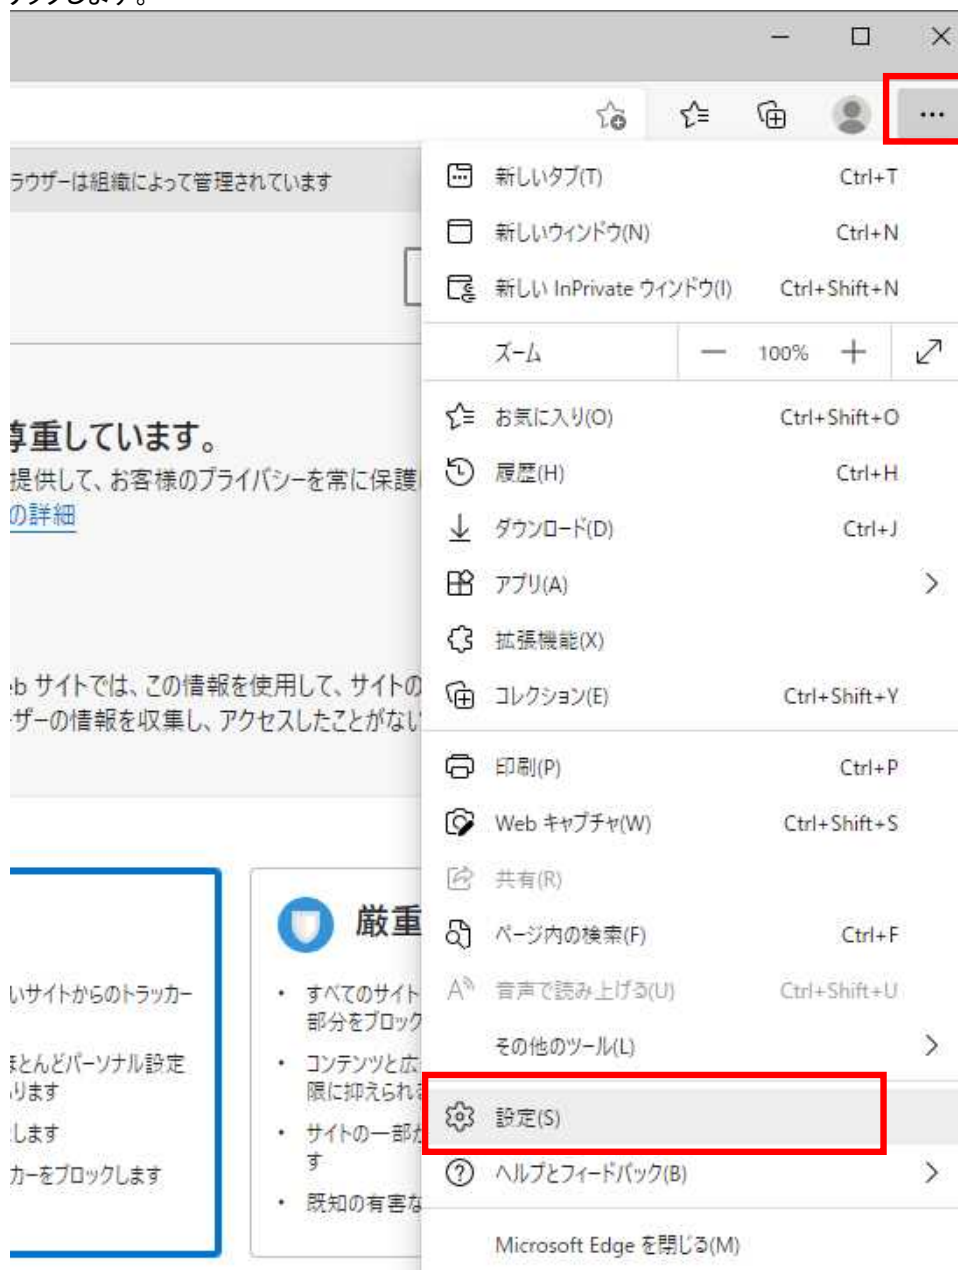 リックします。
ラウザーは組織によって管理されています
尊重しています。
提供して、お客様のプライバシーを常に保護
の詳細
eb サイトでは、この情報を使用して、サイトの
ーザーの情報を収集し、アクセスしたことがない
いサイトからのトラッカー
ほとんどパーソナル設定
ります
します
カーをブロックします
厳重
• すべてのサイト
部分をブロック
• コンテンツと広
限に抑えられる
• サイトの一部が
す
• 既知の有害な
新しいタブ(T) Ctrl+T
新しいウィンドウ(N) Ctrl+N
新しい InPrivate ウィンドウ(I) Ctrl+Shift+N
ズーム — 100% +
お気に入り(O) Ctrl+Shift+O
履歴(H) Ctrl+H
ダウンロード(D) Ctrl+J
アプリ(A)
拡張機能(X)
コレクション(E) Ctrl+Shift+Y
印刷(P) Ctrl+P
Web キャプチャ(W) Ctrl+Shift+S
共有(R)
ページ内の検索(F) Ctrl+F
音声で読み上げる(U) Ctrl+Shift+U
その他のツール(L)
設定(S)
ヘルプとフィードバック(B)
Microsoft Edge を閉じる(M)